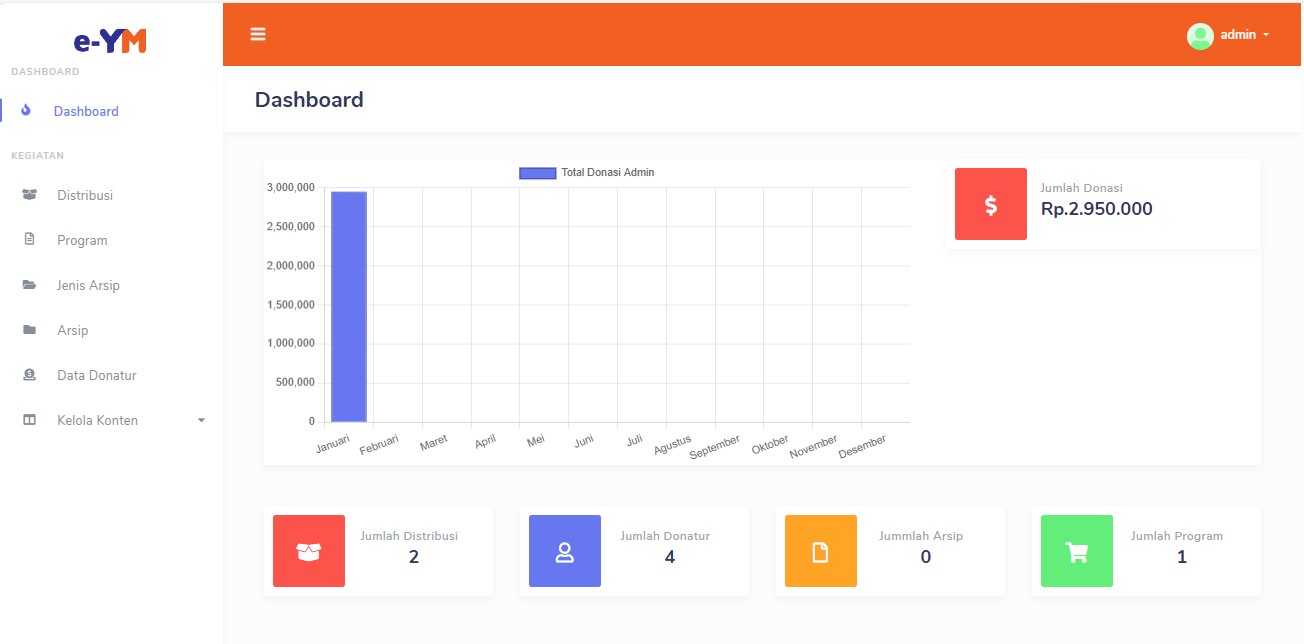 e-YM
admin
DASHBOARD
Dashboard
Dashboard
KEGIATAN
Distribusi
Program
Jenis Arsip
Arsip
Data Donatur
Kelola Konten
Total Donasi Admin
3,000,000
2,500,000
2,000,000
1,500,000
1,000,000
500,000
0
Januari Februari Maret April Mei Juni Juli Agustus September Oktober November Desember
$
Jumlah Donasi
Rp.2.950.000
Jumlah Distribusi
2
Jumlah Donatur
4
Jummlah Arsip
0
Jumlah Program
1